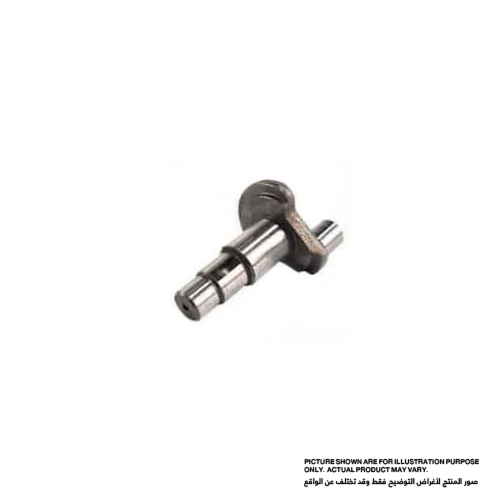 PICTURE SHOWN ARE FOR ILLUSTRATION PURPOSE
ONLY. ACTUAL PRODUCT MAY VARY.
صور المنتج لأغراض التوضيح فقط وقد تختلف عن الواقع